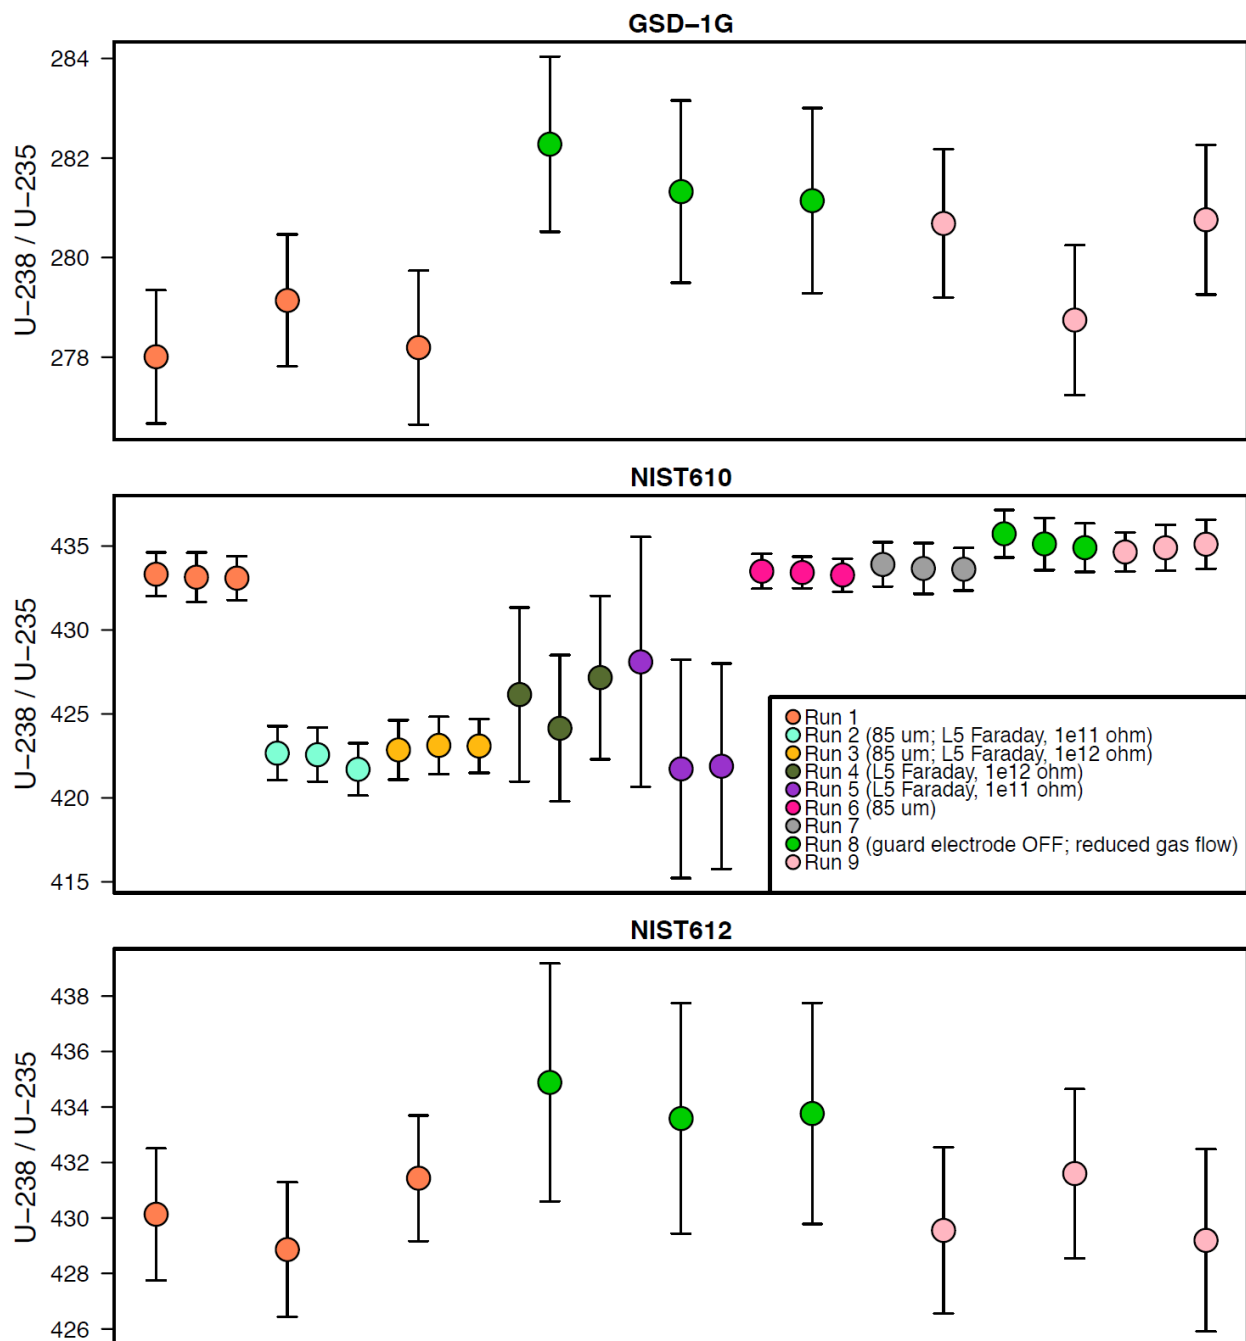 GSD−1G
284
282
280
278
U−238 / U−235
NIST610
435
430
425
420
415
U−238 / U−235
Run 1
Run 2 (85 um; L5 Faraday, 1e11 ohm)
Run 3 (85 um; L5 Faraday, 1e12 ohm)
Run 4 (L5 Faraday, 1e12 ohm)
Run 5 (L5 Faraday, 1e11 ohm)
Run 6 (85 um)
Run 7
Run 8 (guard electrode OFF; reduced gas flow)
Run 9
NIST612
438
436
434
432
430
428
426
U−238 / U−235